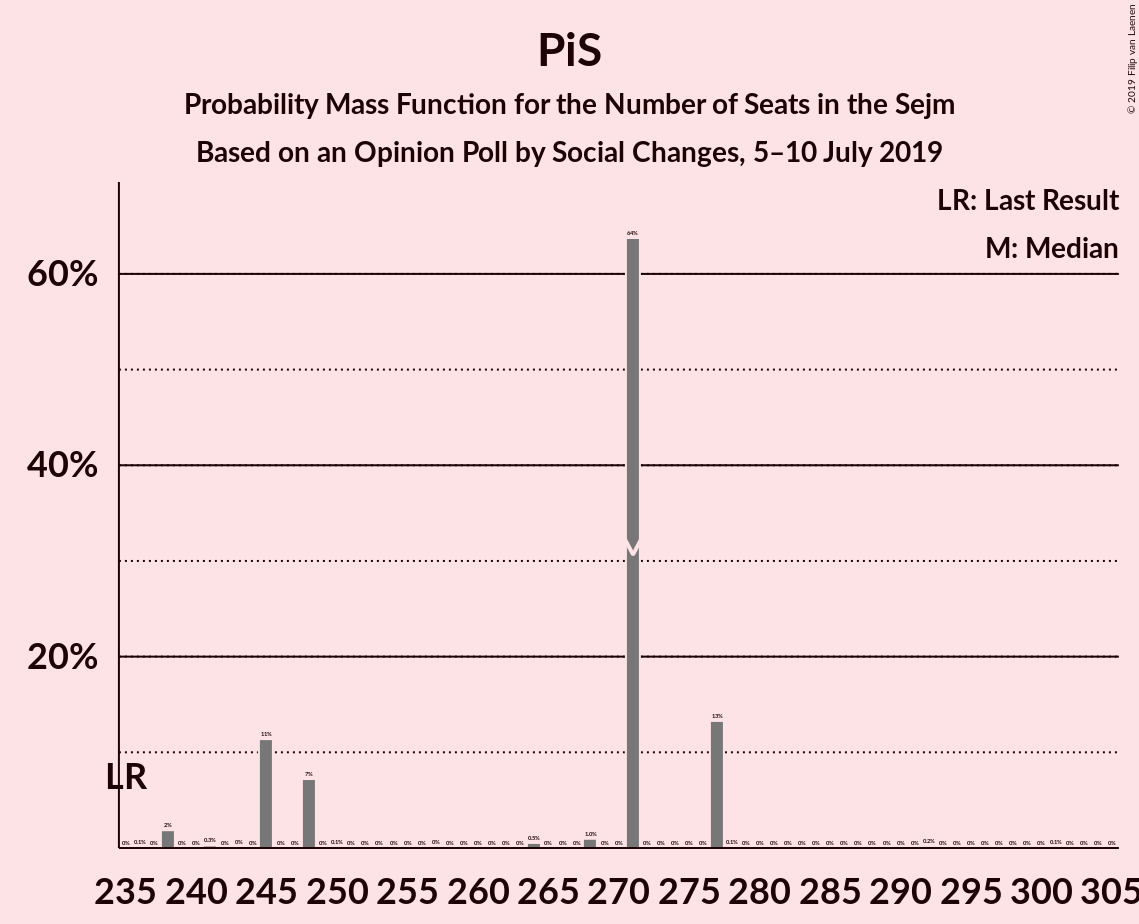 PiS
Probability Mass Function for the Number of Seats in the Sejm
Based on an Opinion Poll by Social Changes, 5–10 July 2019
© 2019 Filip van Laenen
LR: Last Result
M: Median
60%
40%
20%
LR
M
64%
13%
11%
7%
2%
1.0%
0.5%
0.3%
0.2%
0.1%
0%
235 240 245 250 255 260 265 270 275 280 285 290 295 300 305